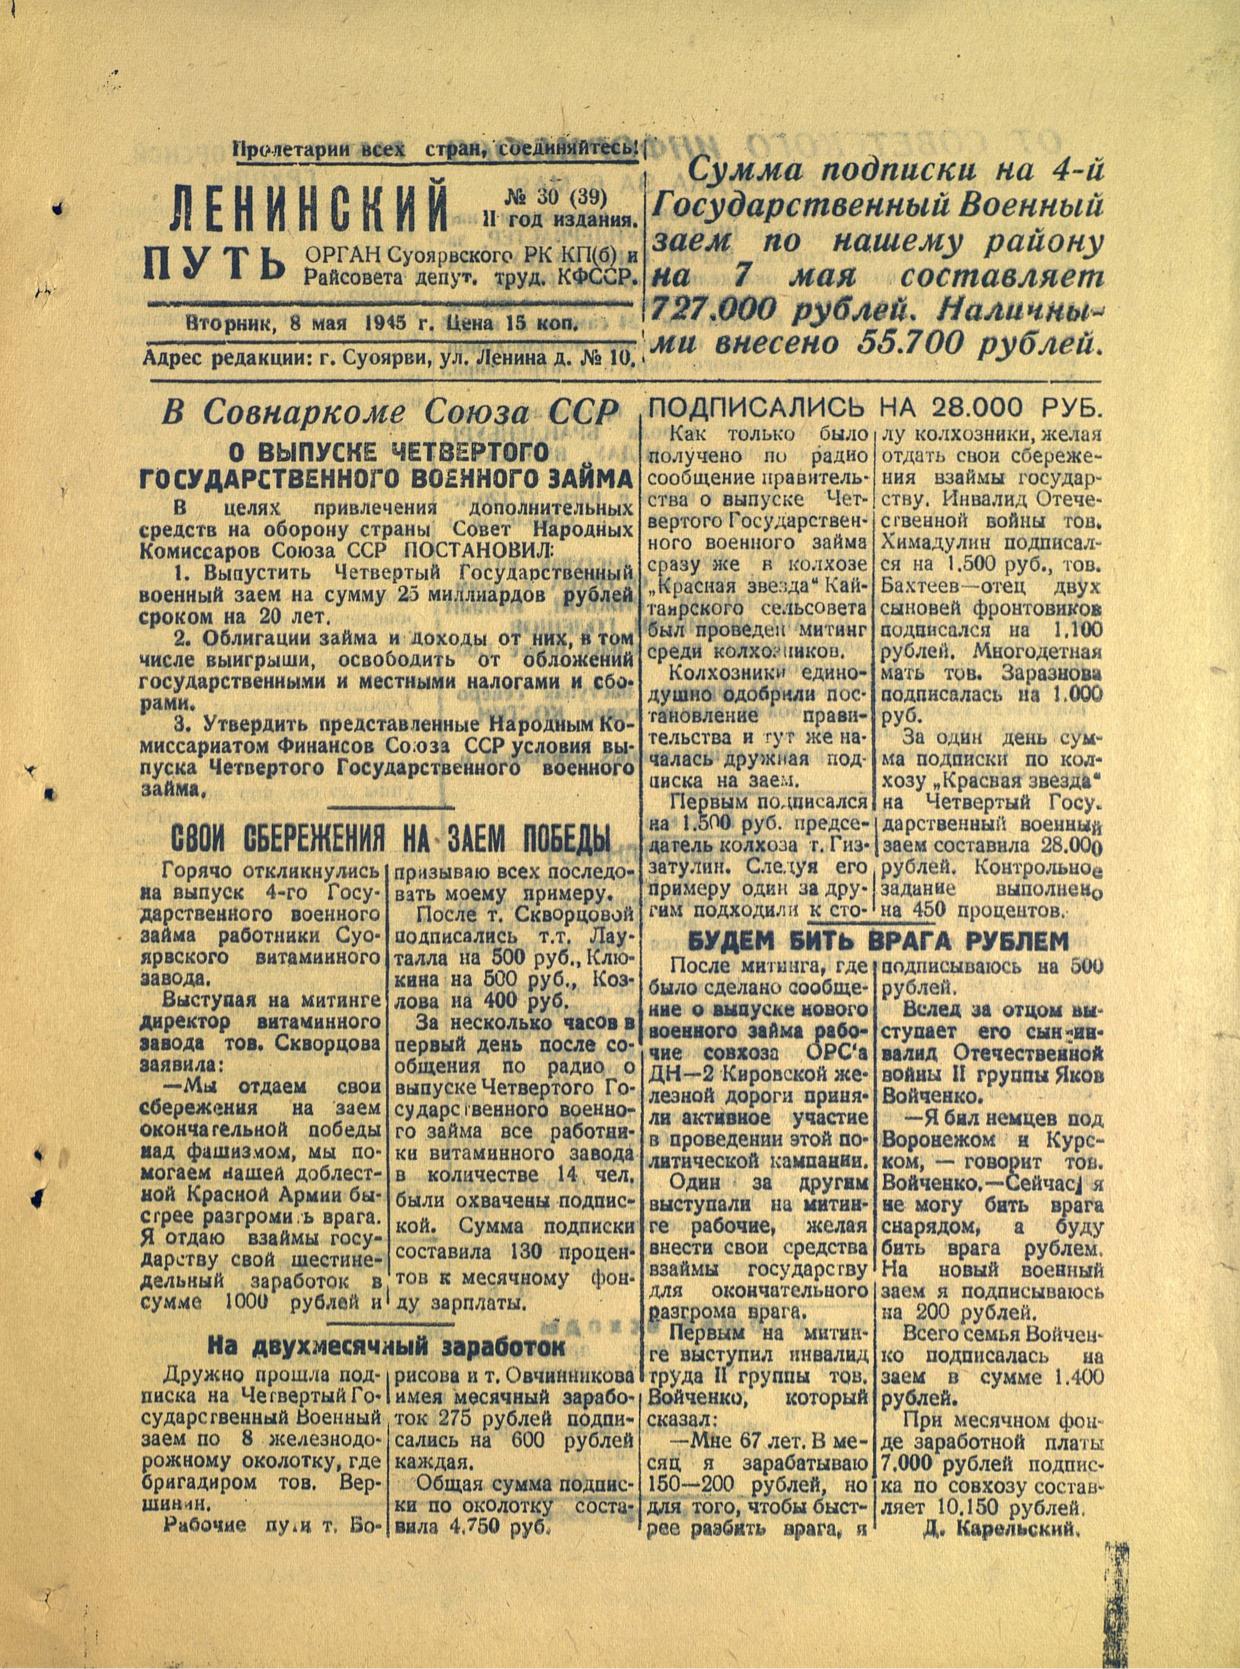 Пролетарии всех стран, соединяйтесь!
ЛЕНИНСКИЙ
ПУТЬ
№ 30 (39)
II год издания.
ОРГАН Суоярвского РК КП(б) и
Райсовета депут. труд. КФССР.
Вторник, 8 мая 1945 г. Цена 15 коп.
Адрес редакции: г. Суоярви, ул. Ленина д. № 10.
Сумма подписки на 4-й
Государственный Военный
заем по нашему району
на 7 мая составляет
727.000 рублей. Наличны-
ми внесено 55.700 рублей.
В Совнаркоме Союза ССР
О ВЫПУСКЕ ЧЕТВЕРТОГО
ГОСУДАРСТВЕННОГО ВОЕННОГО ЗАЙМА
В целях привлечения дополнительных
средств на оборону страны Совет Народных
Комиссаров Союза ССР ПОСТАНОВИЛ:
1. Выпустить Четвертый Государственный
военный заем на сумму 25 миллиардов рублей
сроком на 20 лет.
2. Облигации займа и доходы от них, в том
числе выигрыши, освободить от обложений
государственными и местными налогами и сбо-
рами.
3. Утвердить представленные Народным Ко-
миссариатом Финансов Союза ССР условия вы-
пуска Четвертого Государственного военного
займа.
СВОИ СБЕРЕЖЕНИЯ НА ЗАЕМ ПОБЕДЫ
Горячо откликнулись
на выпуск 4-го Госу-
дарственного военного
займа работники Суо-
ярвского витаминного
завода.
Выступая на митинге
директор витаминного
завода тов. Скворцова
заявила:
—Мы отдаем свои
сбережения на заем
окончательной победы
над фашизмом, мы по-
могаем нашей доблест-
ной Красной Армии бы-
стрее разгромить врага.
Я отдаю взаймы госу-
дарству свой шестине-
дельный заработок в
сумме 1000 рублей и
призываю всех последо-
вать моему примеру.
После т. Скворцовой
подписались т.т. Лау-
талла на 500 руб., Клю-
кина на 500 руб., Коз-
лова на 400 руб.
За несколько часов в
первый день после со-
общения по радио о
выпуске Четвертого Го-
сударственного военно-
го займа все работни-
ки витаминного завода
в количестве 14 чел.
были охвачены подпис-
кой. Сумма подписки
составила 130 процен-
тов к месячному фон-
ду зарплаты.
На двухмесячный заработок
Дружно прошла под-
писка на Четвертый Го-
сударственный Военный
заем по 8 железнодо-
рожному околотку, где
бригадиром тов. Вер-
шинин.
Рабочие пути т. Бо-
рисова и т. Овчинникова
имея месячный зарабо-
ток 275 рублей подпи-
сались на 600 рублей
каждая.
Общая сумма подпис-
ки по околотку соста-
вила 4.750 руб.
ПОДПИСАЛИСЬ НА 28.000 РУБ.
Как только было
получено по радио
сообщение правитель-
ства о выпуске Чет-
вертого Государствен-
ного военного займа
сразу же в колхозе
„Красная звезда“ Кай-
таярского сельсовета
был проведен митинг
среди колхозников.
Колхозники едино-
душно одобрили пос-
тановление прави-
тельства и тут же на-
чалась дружная под-
писка на заем.
Первым подписался
на 1.500 руб. предсе-
датель колхоза т. Гиз-
затулин. Следуя его
примеру один за дру-
гим подходили к сто-
лу колхозники, желая
отдать свои сбереже-
ния взаймы государ-
ству. Инвалид Отече-
ственной войны тов.
Химадулин подписал-
ся на 1.500 руб., тов.
Бахтеев—отец двух
сыновей фронтовиков
подписался на 1.100
рублей. Многодетная
мать тов. Заразнова
подписалась на 1.000
руб.
За один день сум-
ма подписки по кол-
хозу „Красная звезда“
на Четвертый Госу-
дарственный военный
заем составила 28.000
рублей. Контрольное
задание выполнено
на 450 процентов.
БУДЕМ БИТЬ ВРАГА РУБЛЕМ
После митинга, где
было сделано сообще-
ние о выпуске нового
военного займа рабо-
чие совхоза ОРС'а
ДН—2 Кировской же-
лезной дороги приня-
ли активное участие
в проведении этой по-
литической кампании.
Один за другим
выступали на митин-
ге рабочие, желая
внести свои средства
взаймы государству
для окончательного
разгрома врага.
Первым на митин-
ге выступил инвалид
труда II группы тов.
Войченко, который
сказал:
—Мне 67 лет. В ме-
сяц я зарабатываю
150—200 рублей, но
для того, чтобы быст-
рее разбить врага, я
подписываюсь на 500
рублей.
Вслед за отцом вы-
ступает его сын-ин-
валид Отечественной
войны II группы Яков
Войченко.
—Я бил немцев под
Воронежом и Курс-
ком, — говорит тов.
Войченко.—Сейчас я
не могу бить врага
снарядом, а буду
бить врага рублем.
На новый военный
заем я подписываюсь
на 200 рублей.
Всего семья Войчен-
ко подписалась на
заем в сумме 1.400
рублей.
При месячном фон-
де заработной платы
7.000 рублей подпис-
ка по совхозу состав-
ляет 10.150 рублей.
Д. Карельский.